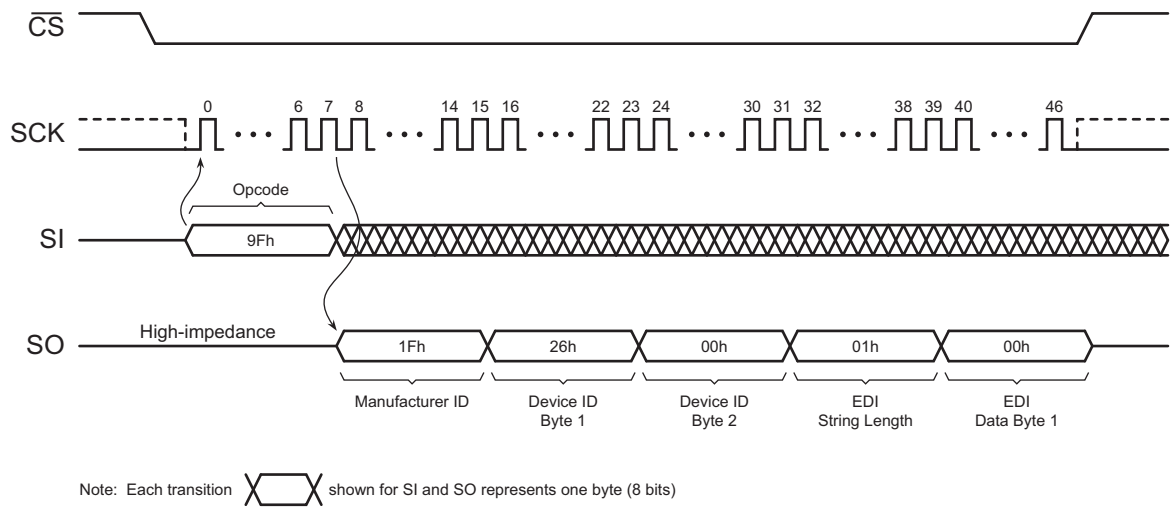 CS
0 6 7 8 14 15 16 22 23 24 30 31 32 38 39 40 46
SCK
Opcode
SI
9Fh
High-impedance
SO
1Fh 26h 00h 01h 00h
Manufacturer ID Device ID Device ID EDI EDI
Byte 1 Byte 2 String Length Data Byte 1
Note: Each transition shown for SI and SO represents one byte (8 bits)